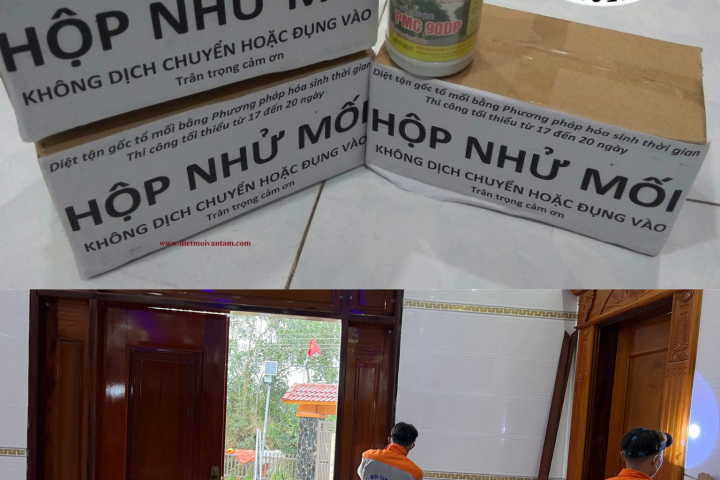 HỘP NHỬ MỐI
KHÔNG DỊCH CHUYỂN HOẶC ĐỤNG VÀO
Trân trọng cảm ơn
PMC 90DP
Diệt tận gốc tổ mối bằng Phương pháp hóa sinh thời gian
Thi công tối thiểu từ 17 đến 20 ngày
HỘP NHỬ MỐI
KHÔNG DỊCH CHUYỂN HOẶC ĐỤNG VÀO
Trân trọng cảm ơn
www.dietmoivantam.com
Diệt tận gốc tổ mối bằng Phương pháp hóa sinh thời gian
Thi công tối thiểu từ 17 đến 20 ngày
HỘP NHỬ MỐI
KHÔNG DỊCH CHUYỂN HOẶC ĐỤNG VÀO
Trân trọng cảm ơn